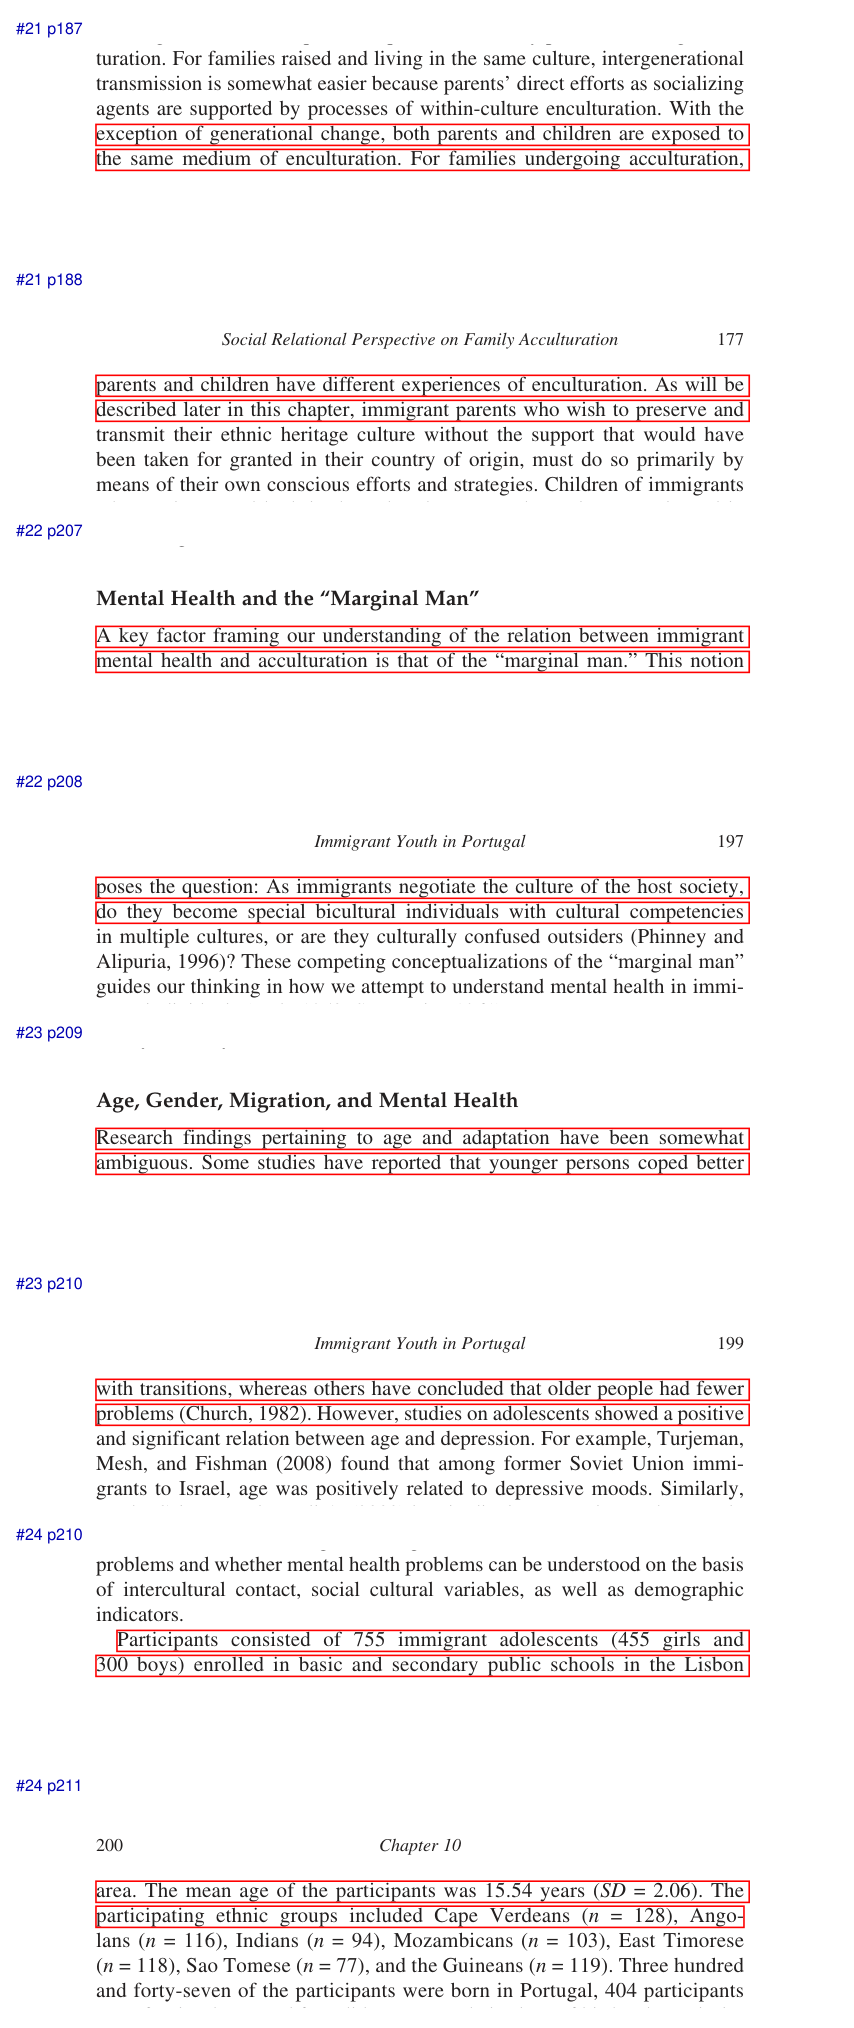 #21 p187
turation. For families raised and living in the same culture, intergenerational
transmission is somewhat easier because parents’ direct efforts as socializing
agents are supported by processes of within-culture enculturation. With the
exception of generational change, both parents and children are exposed to
the same medium of enculturation. For families undergoing acculturation,
#21 p188
Social Relational Perspective on Family Acculturation 177
parents and children have different experiences of enculturation. As will be
described later in this chapter, immigrant parents who wish to preserve and
transmit their ethnic heritage culture without the support that would have
been taken for granted in their country of origin, must do so primarily by
means of their own conscious efforts and strategies. Children of immigrants
#22 p207
Mental Health and the “Marginal Man”
A key factor framing our understanding of the relation between immigrant
mental health and acculturation is that of the “marginal man.” This notion
#22 p208
Immigrant Youth in Portugal 197
poses the question: As immigrants negotiate the culture of the host society,
do they become special bicultural individuals with cultural competencies
in multiple cultures, or are they culturally confused outsiders (Phinney and
Alipuria, 1996)? These competing conceptualizations of the “marginal man”
guides our thinking in how we attempt to understand mental health in immi-
#23 p209
Age, Gender, Migration, and Mental Health
Research findings pertaining to age and adaptation have been somewhat
ambiguous. Some studies have reported that younger persons coped better
#23 p210
Immigrant Youth in Portugal 199
with transitions, whereas others have concluded that older people had fewer
problems (Church, 1982). However, studies on adolescents showed a positive
and significant relation between age and depression. For example, Turjeman,
Mesh, and Fishman (2008) found that among former Soviet Union immi-
grants to Israel, age was positively related to depressive moods. Similarly,
#24 p210
problems and whether mental health problems can be understood on the basis
of intercultural contact, social cultural variables, as well as demographic
indicators.
Participants consisted of 755 immigrant adolescents (455 girls and
300 boys) enrolled in basic and secondary public schools in the Lisbon
#24 p211
200 Chapter 10
area. The mean age of the participants was 15.54 years (SD = 2.06). The
participating ethnic groups included Cape Verdeans (n = 128), Ango-
lans (n = 116), Indians (n = 94), Mozambicans (n = 103), East Timorese
(n = 118), Sao Tomese (n = 77), and the Guineans (n = 119). Three hundred
and forty-seven of the participants were born in Portugal, 404 participants